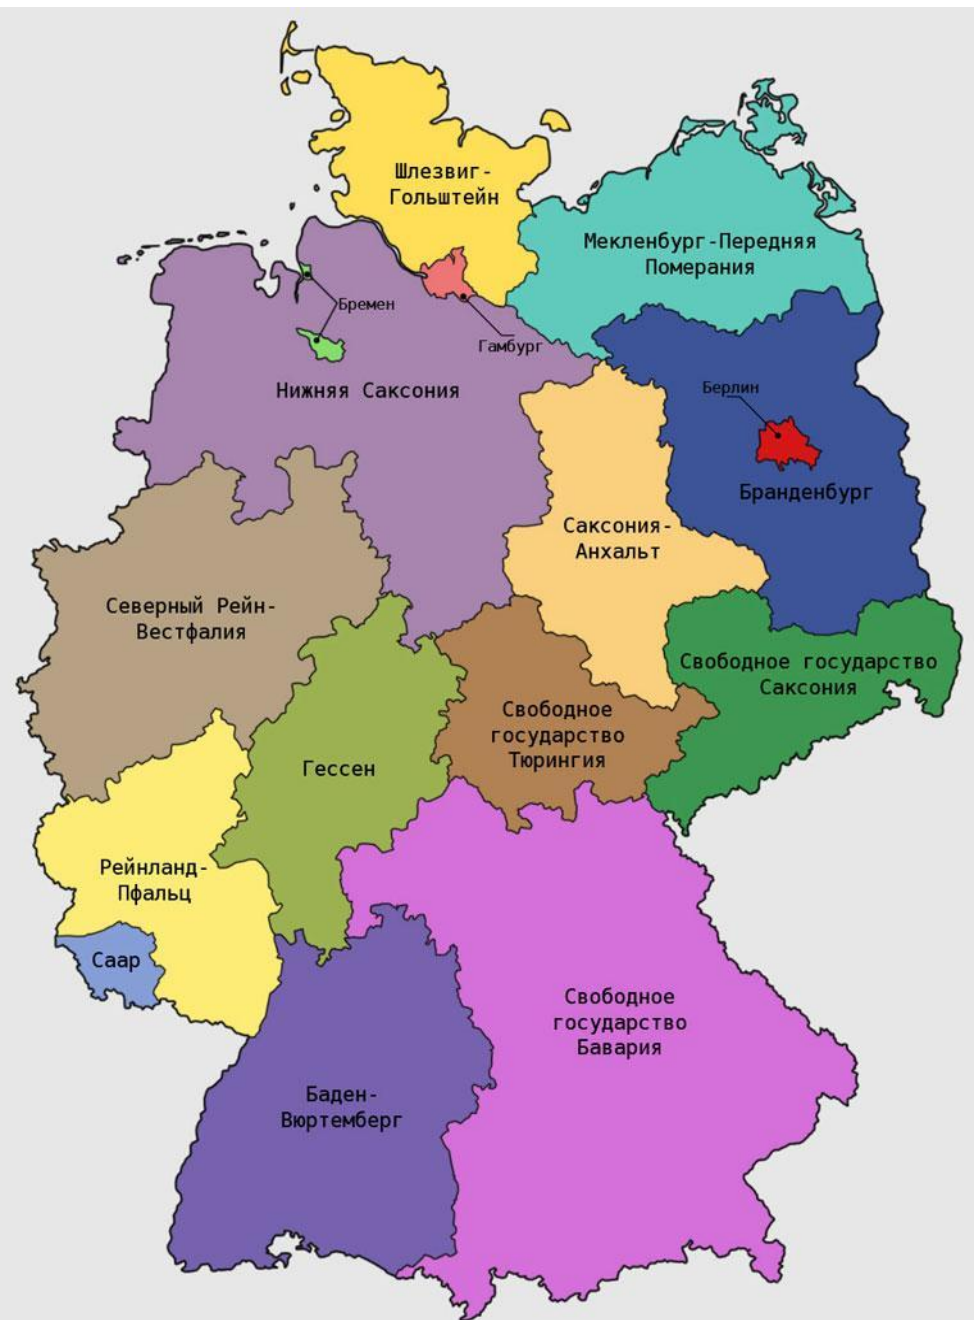 Шлезвиг-
Гольштейн
Мекленбург-Передняя
Померания
Бремен
Гамбург
Нижняя Саксония
Берлин
Бранденбург
Саксония-
Анхальт
Северный Рейн-
Вестфалия
Свободное государство
Саксония
Свободное
государство
Тюрингия
Гессен
Рейнланд-
Пфальц
Саар
Свободное
государство
Бавария
Баден-
Вюртемберг